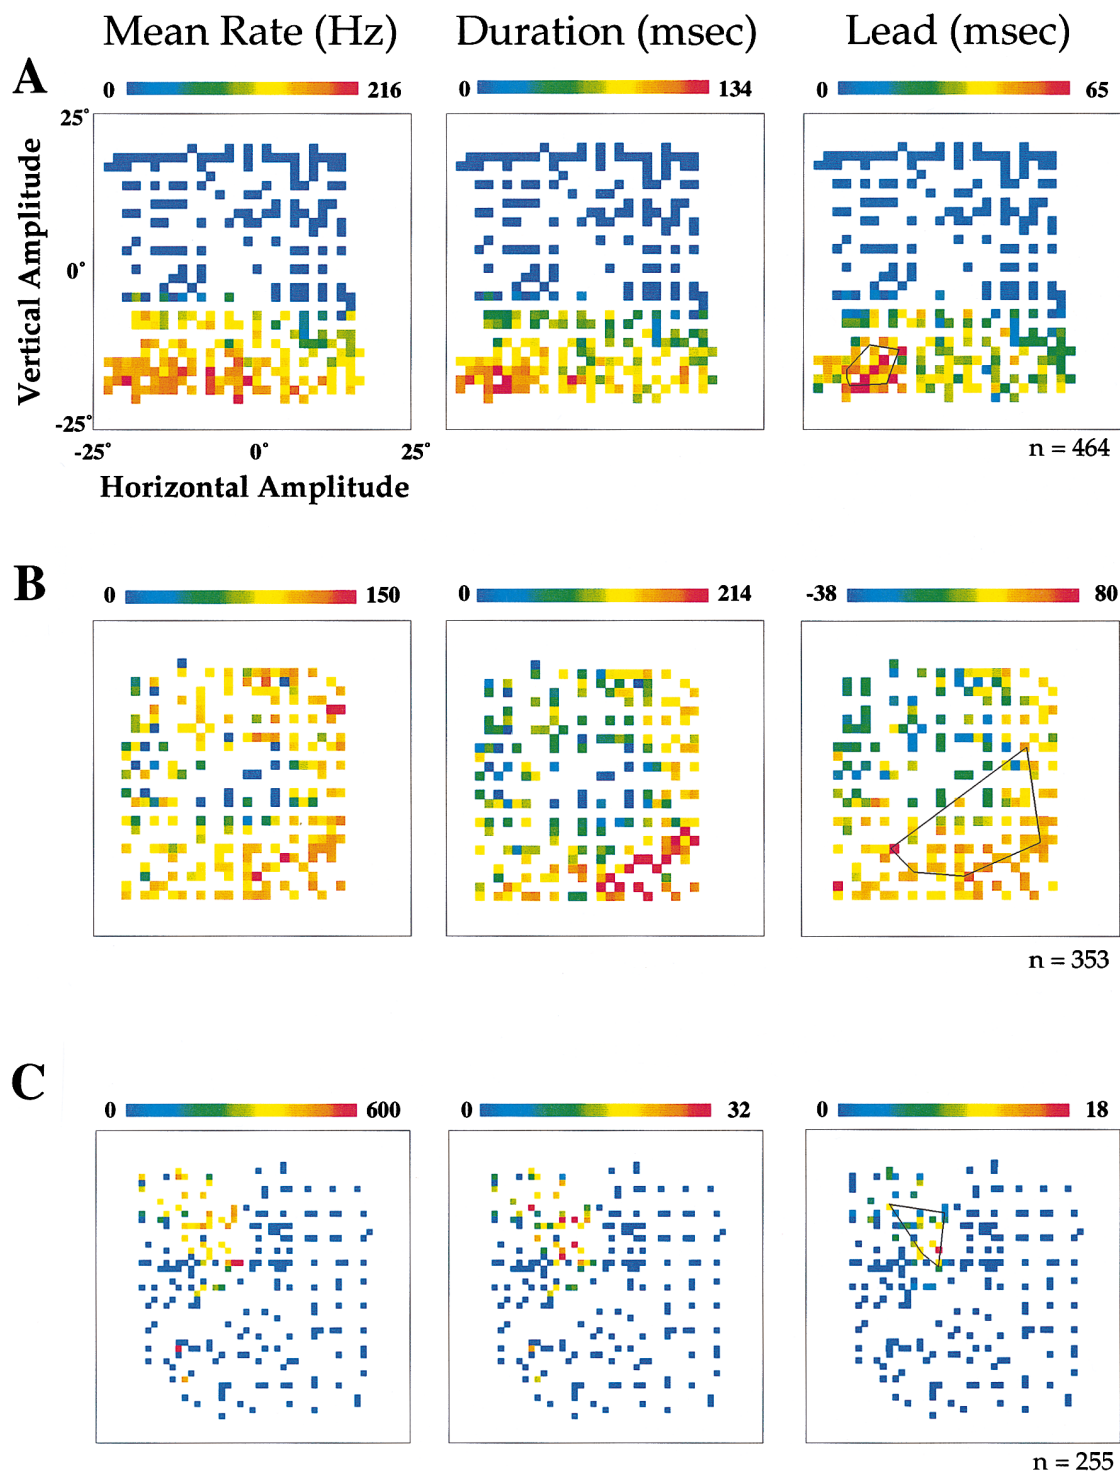 Mean Rate (Hz) Duration (msec) Lead (msec)
A
0 216 0 134 0 65
25°
Vertical Amplitude
0°
-25°
-25° 0° 25°
n = 464
Horizontal Amplitude
B
0 150 0 214 -38 80
n = 353
C
0 600 0 32 0 18
n = 255